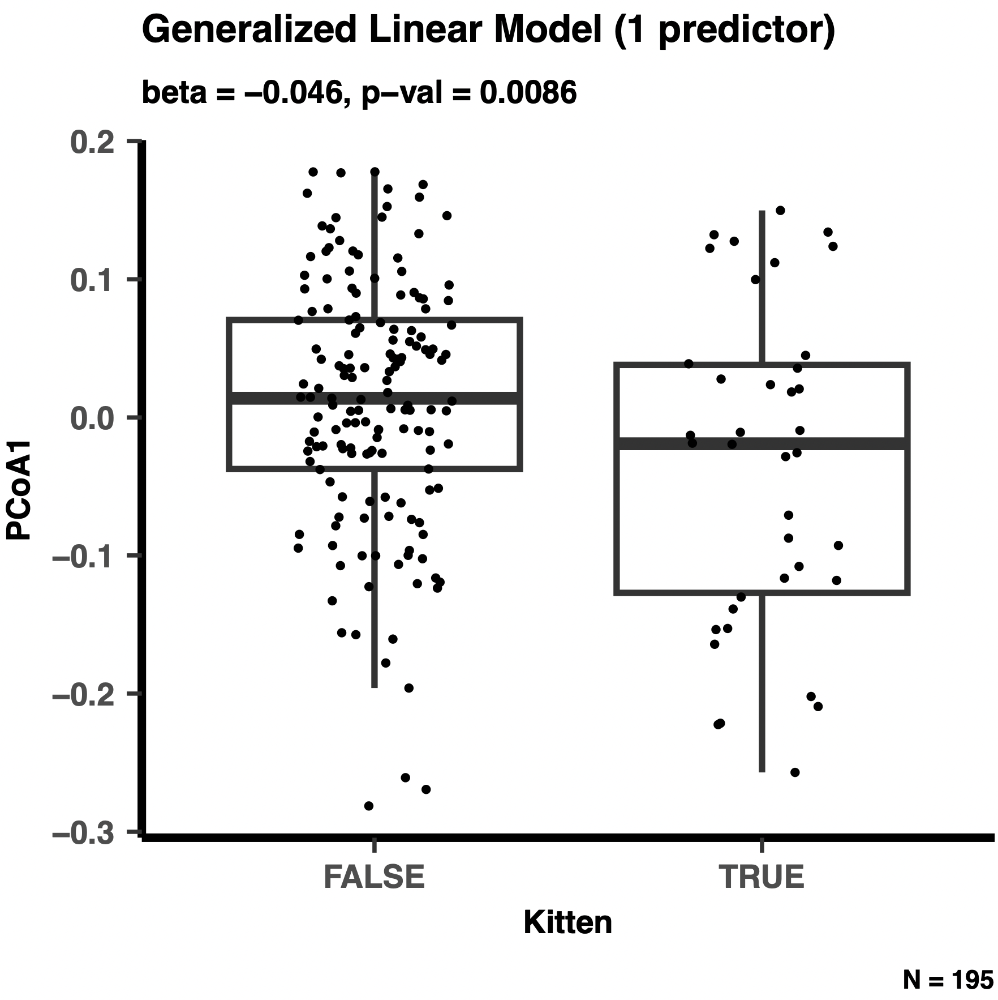 Generalized Linear Model (1 predictor)
beta = −0.046, p−val = 0.0086
0.2
0.1
0.0
−0.1
−0.2
−0.3
PCoA1
FALSE
TRUE
Kitten
N = 195